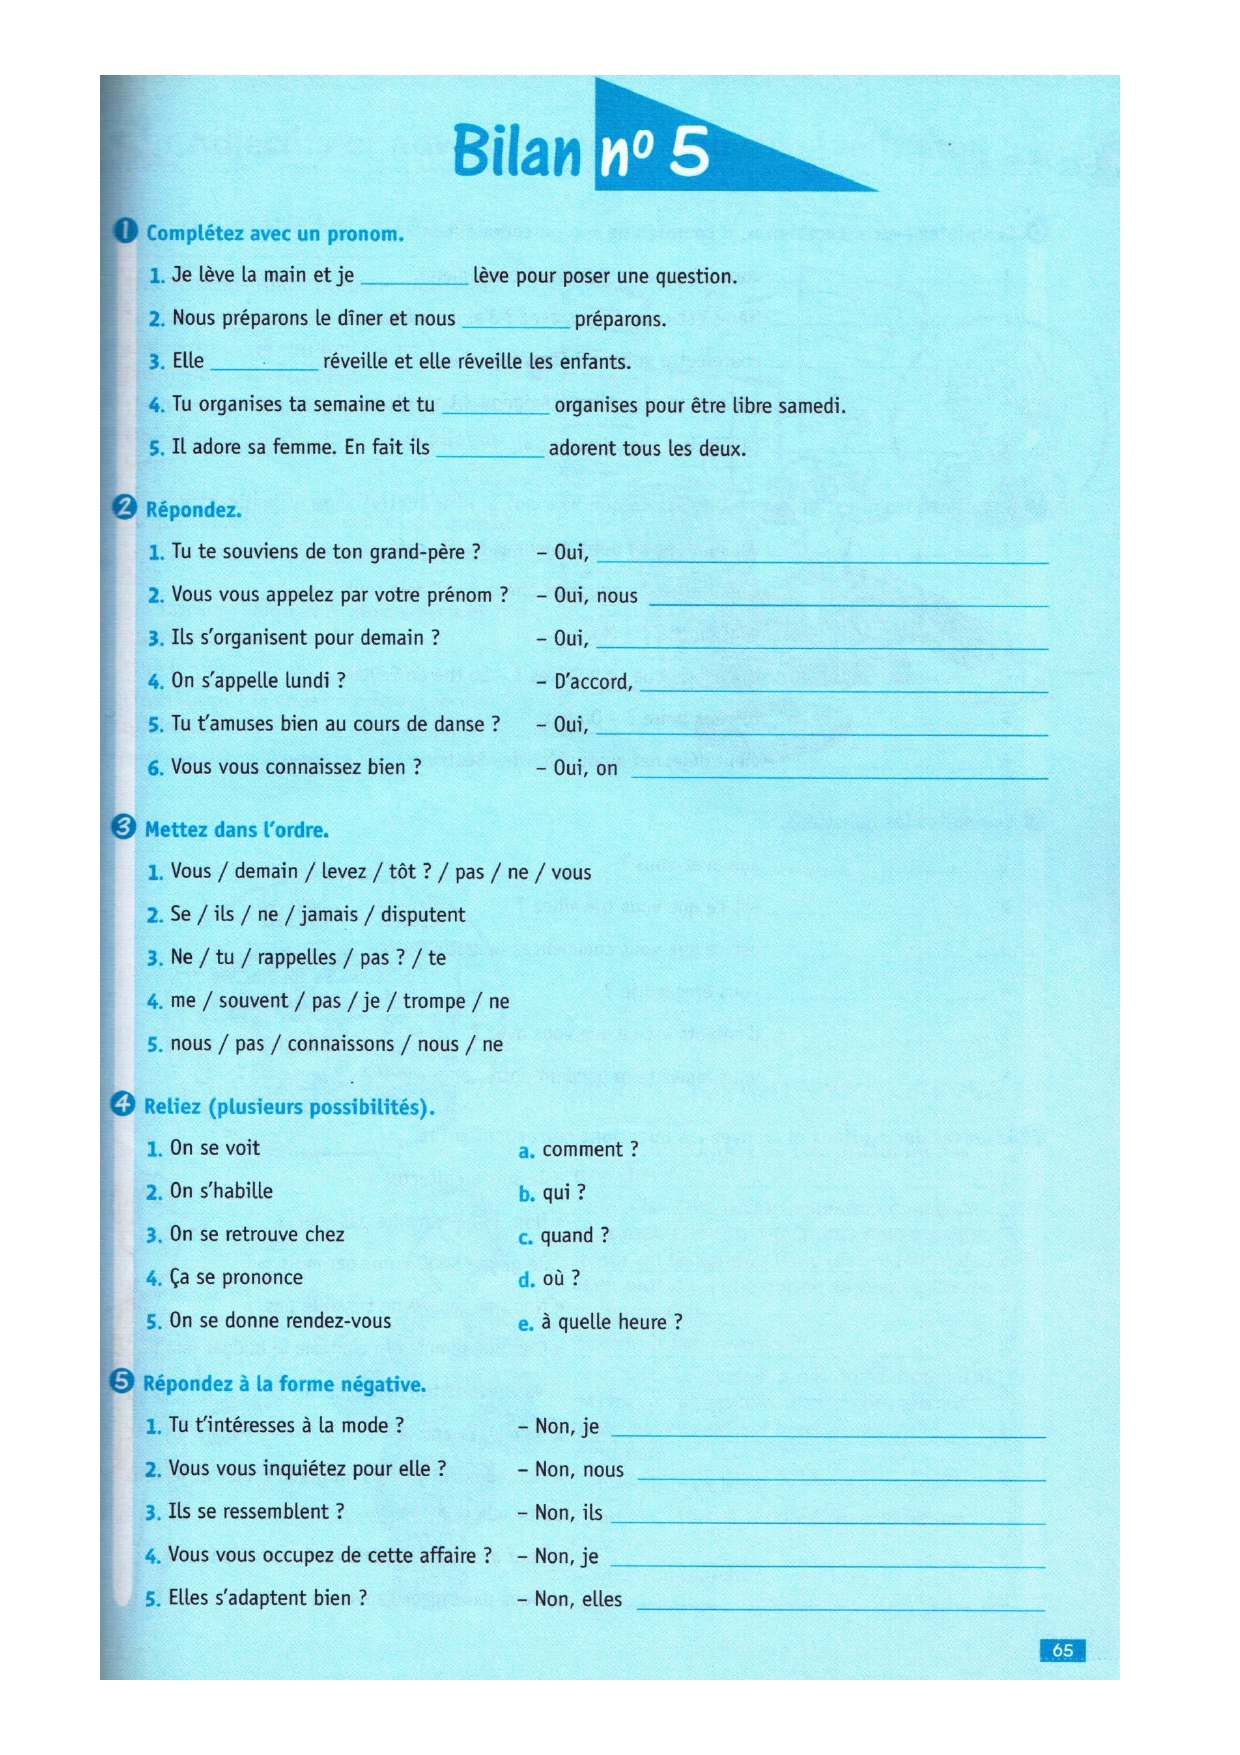 Bilan nº 5
1 Complétez avec un pronom.
1. Je lève la main et je __________ lève pour poser une question.
2. Nous préparons le dîner et nous __________ préparons.
3. Elle __________ réveille et elle réveille les enfants.
4. Tu organises ta semaine et tu __________ organises pour être libre samedi.
5. Il adore sa femme. En fait ils __________ adorent tous les deux.
2 Répondez.
1. Tu te souviens de ton grand-père ? – Oui, __________
2. Vous vous appelez par votre prénom ? – Oui, nous __________
3. Ils s'organisent pour demain ? – Oui, __________
4. On s'appelle lundi ? – D'accord, __________
5. Tu t'amuses bien au cours de danse ? – Oui, __________
6. Vous vous connaissez bien ? – Oui, on __________
3 Mettez dans l'ordre.
1. Vous / demain / levez / tôt ? / pas / ne / vous
2. Se / ils / ne / jamais / disputent
3. Ne / tu / rappelles / pas ? / te
4. me / souvent / pas / je / trompe / ne
5. nous / pas / connaissons / nous / ne
4 Reliez (plusieurs possibilités).
1. On se voit a. comment ?
2. On s'habille b. qui ?
3. On se retrouve chez c. quand ?
4. Ça se prononce d. où ?
5. On se donne rendez-vous e. à quelle heure ?
5 Répondez à la forme négative.
1. Tu t'intéresses à la mode ? – Non, je __________
2. Vous vous inquiétez pour elle ? – Non, nous __________
3. Ils se ressemblent ? – Non, ils __________
4. Vous vous occupez de cette affaire ? – Non, je __________
5. Elles s'adaptent bien ? – Non, elles __________
65